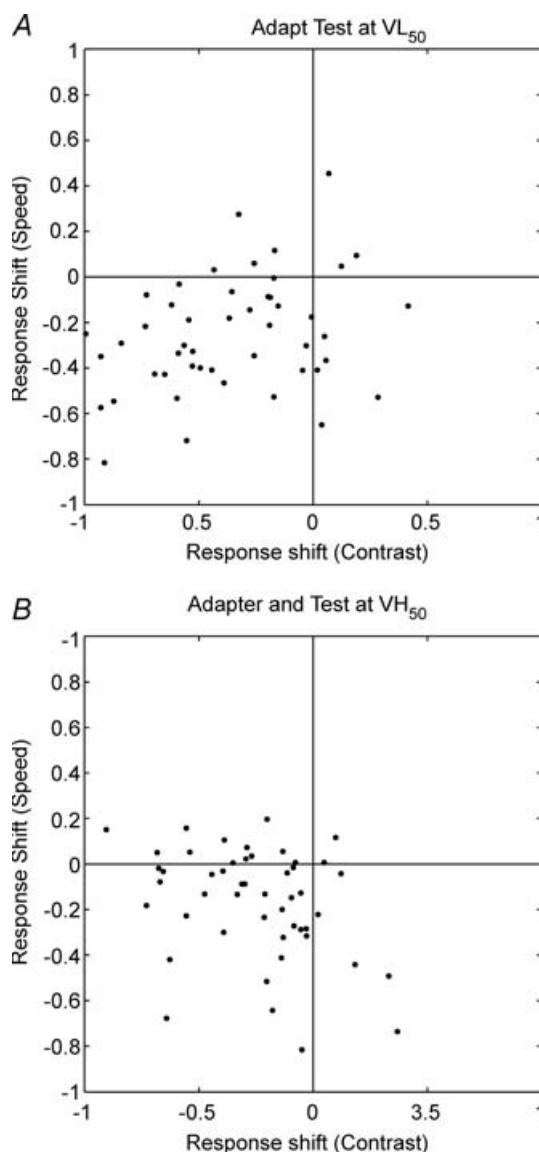 A
Adapt Test at VL50
1
0.8
0.4
0.2
0
-0.2
-0.4
-0.6
-0.8
-1
Response Shift (Speed)
-1 0.5 0 0.5 1
Response shift (Contrast)
B
Adapter and Test at VH50
-1
0.8
0.6
0.4
0.2
0
-0.2
-0.4
-0.6
-0.8
-1
Response Shift (Speed)
-1 -0.5 0 3.5 1
Response shift (Contrast)